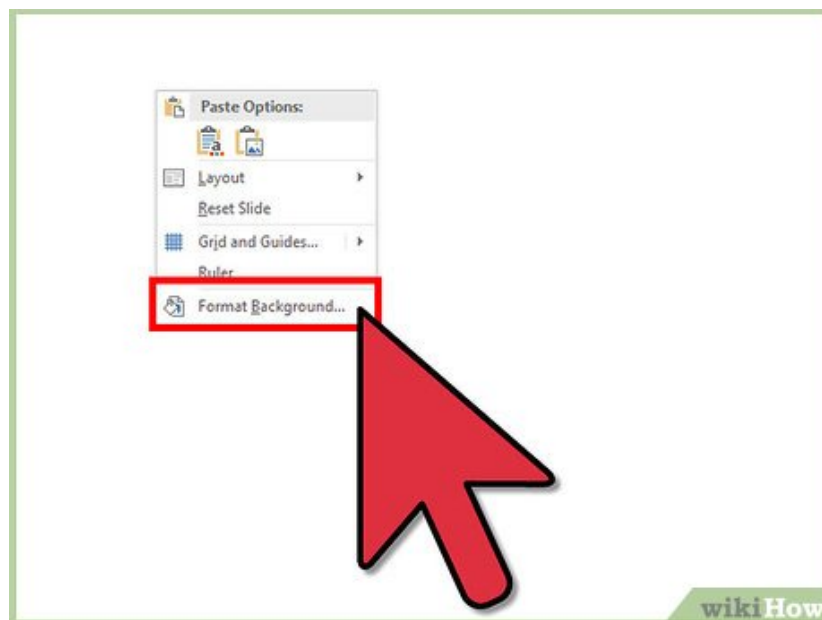 Paste Options:
Layout
Reset Slide
Grid and Guides...
Ruler
Format Background...
wikiHow